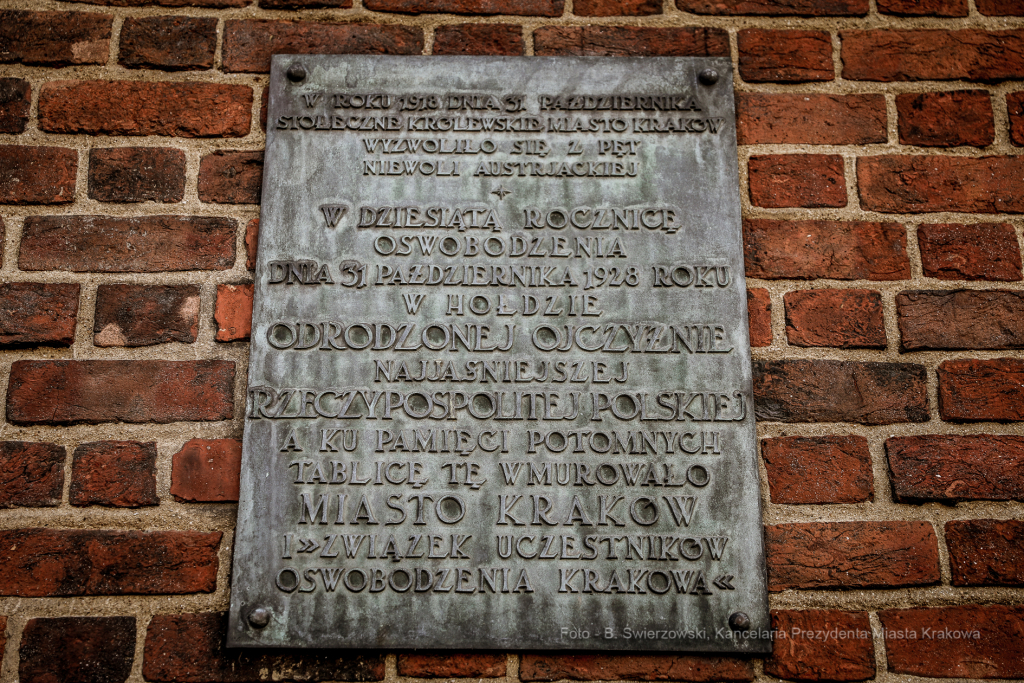 W ROKU 1918 DNIA 31 PAŹDZIERNIKA
STOŁECZNE KRÓLEWSKIE MIASTO KRAKÓW
WYZWOLIŁO SIĘ Z PĘT
NIEWOLI AUSTRJACKIEJ
W DZIESIĄTĄ ROCZNICĘ
OSWOBODZENIA
DNIA 31 PAŹDZIERNIKA 1928 ROKU
W HOŁDZIE
ODRODZONEJ OJCZYŹNIE
NAJJAŚNIEJSZEJ
RZECZYPOSPOLITEJ POLSKIEJ
A KU PAMIĘCI POTOMNYCH
TABLICĘ TĘ WMUROWAŁO
MIASTO KRAKÓW
I »ZWIĄZEK UCZESTNIKÓW
OSWOBODZENIA KRAKOWA«
Foto - B. Świerzowski, Kancelaria Prezydenta Miasta Krakowa